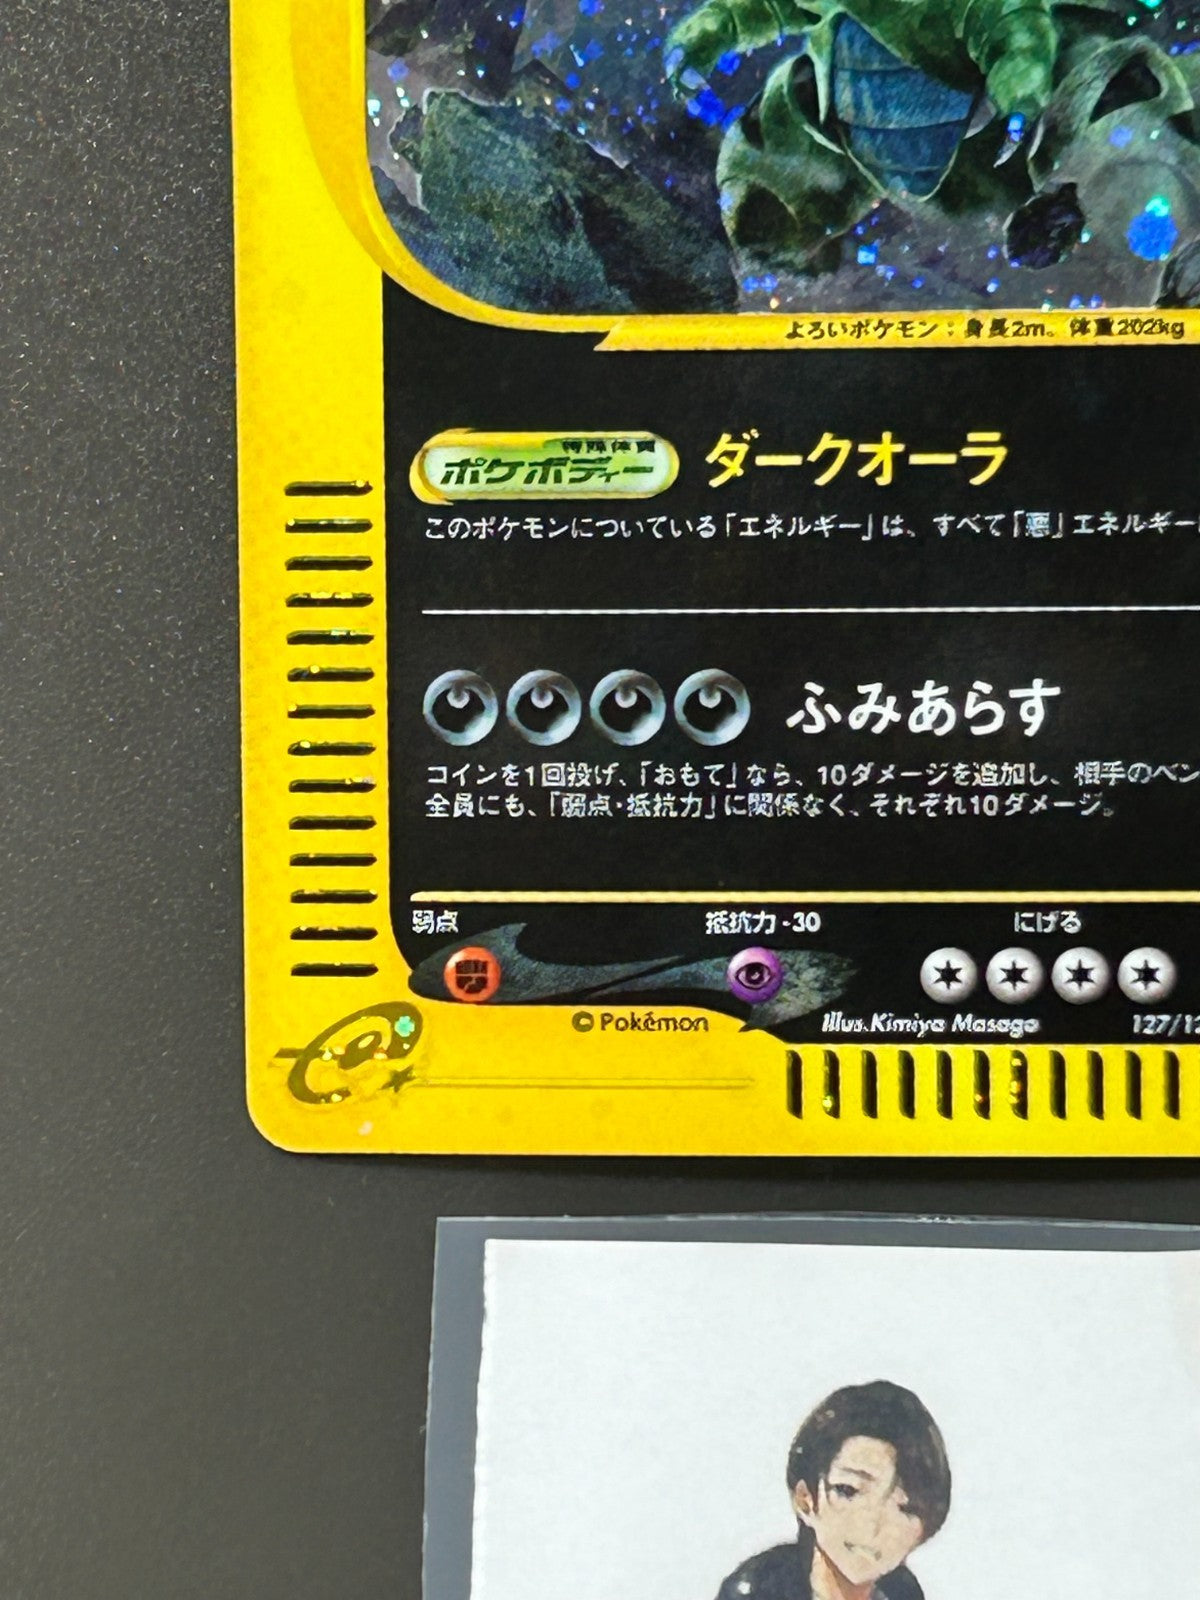 よろいポケモン：身長2m。体重202kg
特殊体質
ポケボディー
ダークオーラ
このポケモンについている「エネルギー」は、すべて「悪」エネルギー
ふみあらす
コインを1回投げ、「おもて」なら、10ダメージを追加し、相手のベン
全員にも、「弱点・抵抗力」に関係なく、それぞれ10ダメージ。
弱点
抵抗力 -30
にげる
© Pokémon
Illus.Kimiya Masago
127/12